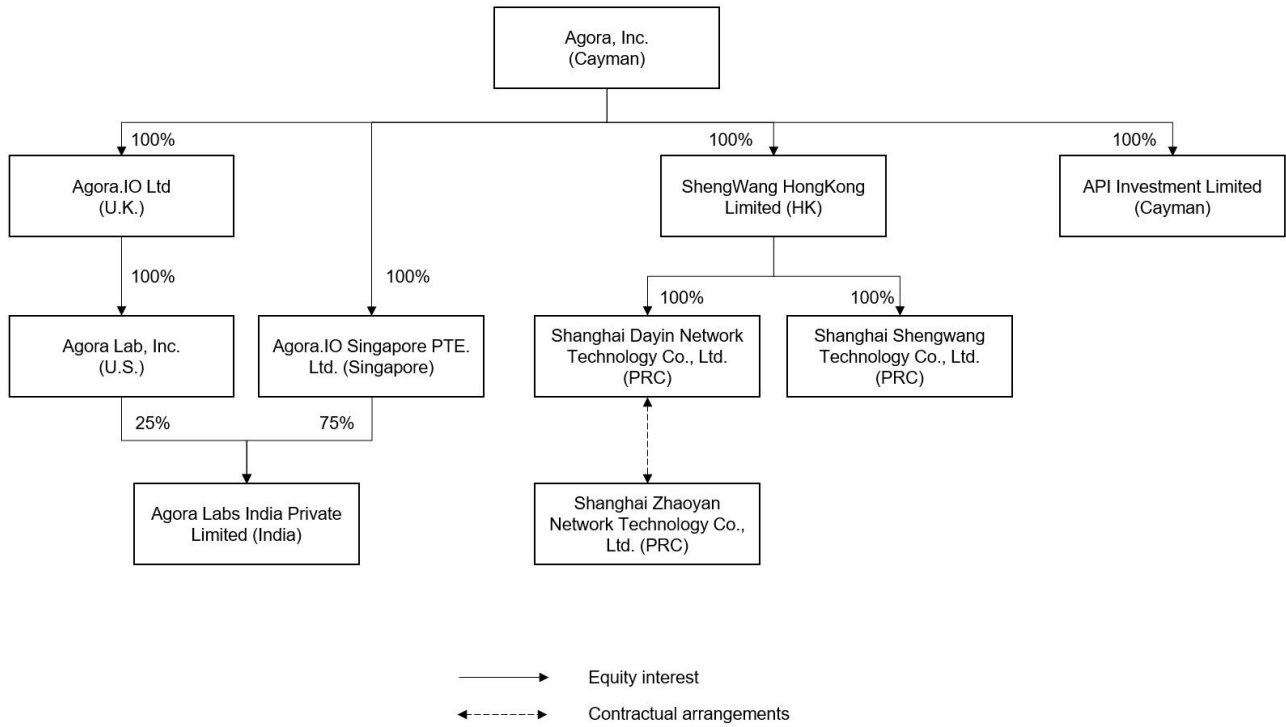 Agora, Inc.
(Cayman)
100%
100%
100%
Agora.IO Ltd
(U.K.)
ShengWang HongKong
Limited (HK)
API Investment Limited
(Cayman)
100%
100%
100%
100%
Agora Lab, Inc.
(U.S.)
Agora.IO Singapore PTE.
Ltd. (Singapore)
Shanghai Dayin Network
Technology Co., Ltd.
(PRC)
Shanghai Shengwang
Technology Co., Ltd.
(PRC)
25%
75%
Agora Labs India Private
Limited (India)
Shanghai Zhaoyan
Network Technology Co.,
Ltd. (PRC)
Equity interest
Contractual arrangements